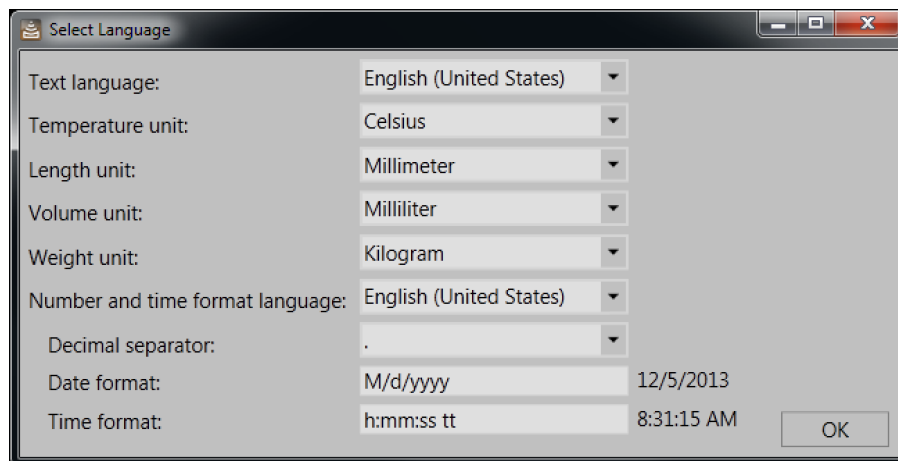 Select Language
Text language: English (United States)
Temperature unit: Celsius
Length unit: Millimeter
Volume unit: Milliliter
Weight unit: Kilogram
Number and time format language: English (United States)
Decimal separator: .
Date format: M/d/yyyy 12/5/2013
Time format: h:mm:ss tt 8:31:15 AM
OK